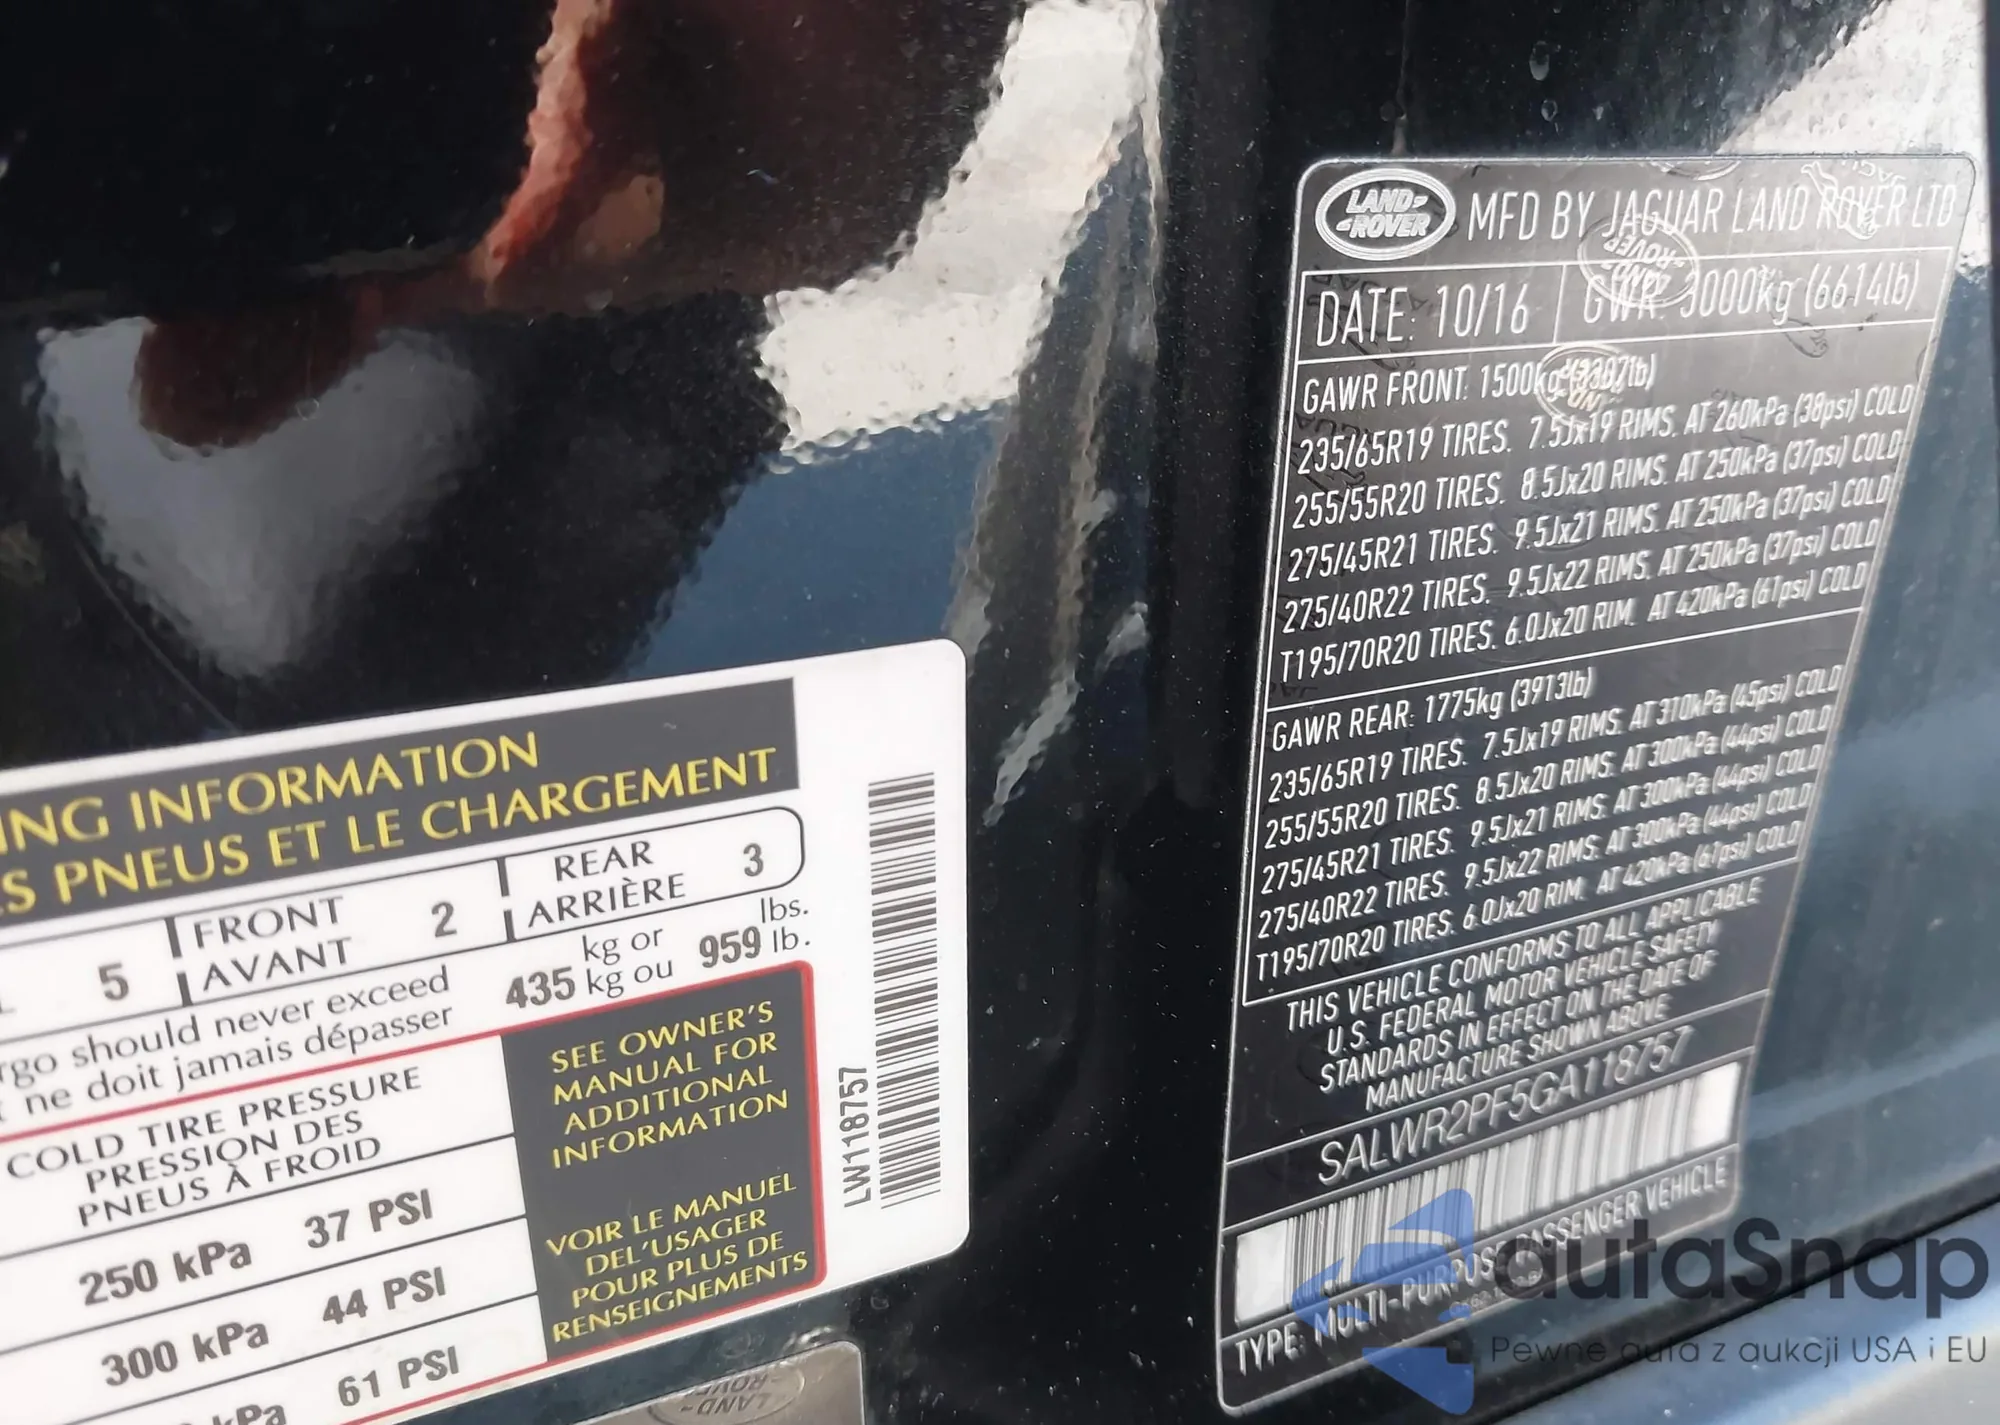 ING INFORMATION
S PNEUS ET LE CHARGEMENT
5
FRONT
AVANT
2
REAR
ARRIÈRE
3
should never exceed
ne doit jamais dépasser
435
kg or
kg ou
959
lbs.
lb.
COLD TIRE PRESSURE
PRESSION DES
PNEUS À FROID
250 kPa 37 PSI
300 kPa 44 PSI
kPa 61 PSI
SEE OWNER'S
MANUAL FOR
ADDITIONAL
INFORMATION
VOIR LE MANUEL
DEL'USAGER
POUR PLUS DE
RENSEIGNEMENTS
LW118757
LAND-
-ROVER
MFD BY JAGUAR LAND ROVER LTD
DATE: 10/16
GWR: 3000kg (6614lb)
GAWR FRONT: 1500kg (3307lb)
235/65R19 TIRES. 7.5Jx19 RIMS. AT 260kPa (38psi) COLD
255/55R20 TIRES. 8.5Jx20 RIMS. AT 250kPa (37psi) COLD
275/45R21 TIRES. 9.5Jx21 RIMS. AT 250kPa (37psi) COLD
275/40R22 TIRES. 9.5Jx22 RIMS. AT 250kPa (37psi) COLD
T195/70R20 TIRES. 6.0Jx20 RIM. AT 420kPa (61psi) COLD
GAWR REAR: 1775kg (3913lb)
235/65R19 TIRES. 7.5Jx19 RIMS. AT 310kPa (45psi) COLD
255/55R20 TIRES. 8.5Jx20 RIMS. AT 300kPa (44psi) COLD
275/45R21 TIRES. 9.5Jx21 RIMS. AT 300kPa (44psi) COLD
275/40R22 TIRES. 9.5Jx22 RIMS. AT 300kPa (44psi) COLD
T195/70R20 TIRES. 6.0Jx20 RIM. AT 420kPa (61psi) COLD
THIS VEHICLE CONFORMS TO ALL APPLICABLE
U.S. FEDERAL MOTOR VEHICLE SAFETY
STANDARDS IN EFFECT ON THE DATE OF
MANUFACTURE SHOWN ABOVE
SALWR2PF5GA118757
TYPE: MULTI-PURPOSE PASSENGER VEHICLE
autaSnap
Pewne auta z aukcji USA i EU